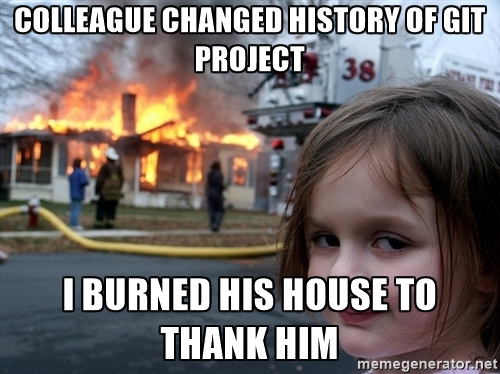 COLLEAGUE CHANGED HISTORY OF GIT
PROJECT
38
I BURNED HIS HOUSE TO
THANK HIM
memegenerator.net